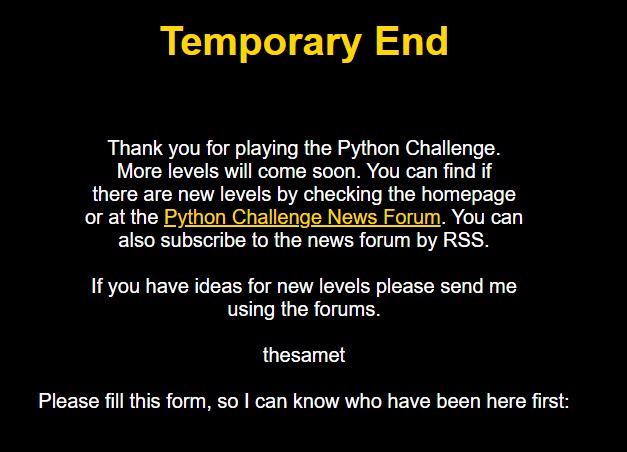 Temporary End
Thank you for playing the Python Challenge.
More levels will come soon. You can find if
there are new levels by checking the homepage
or at the Python Challenge News Forum. You can
also subscribe to the news forum by RSS.
If you have ideas for new levels please send me
using the forums.
thesamet
Please fill this form, so I can know who have been here first: